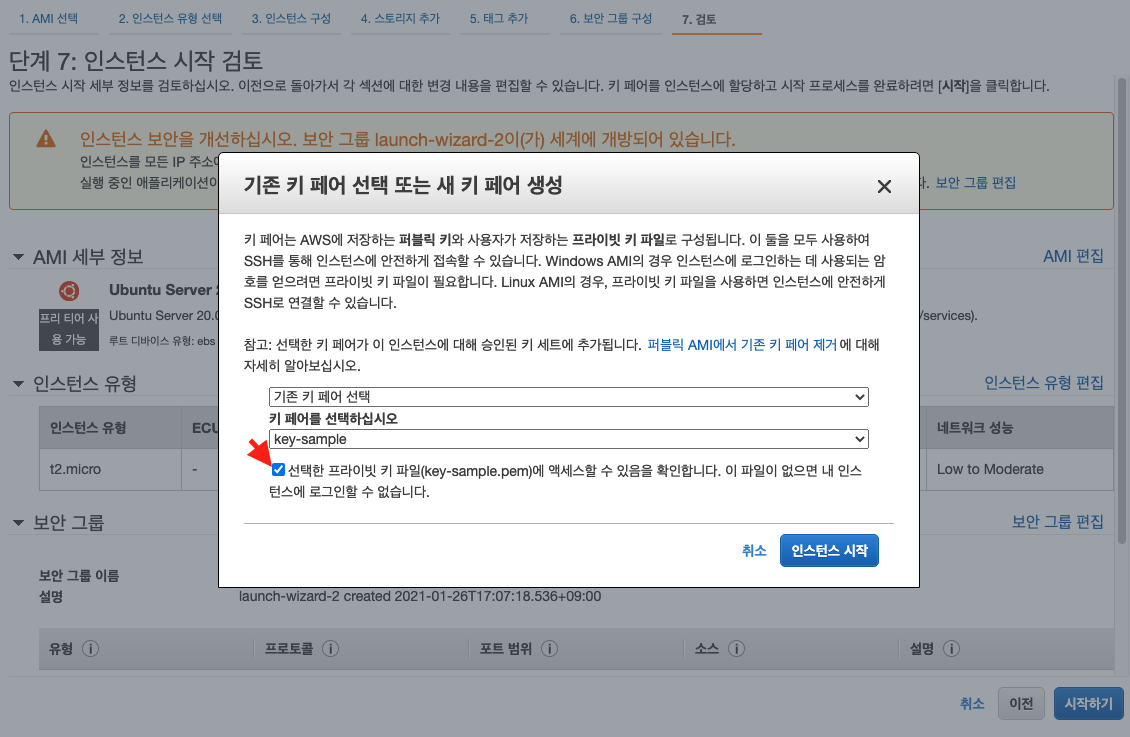 1. AMI 선택 2. 인스턴스 유형 선택 3. 인스턴스 구성 4. 스토리지 추가 5. 태그 추가 6. 보안 그룹 구성 7. 검토
단계 7: 인스턴스 시작 검토
인스턴스 시작 세부 정보를 검토하십시오. 이전으로 돌아가서 각 섹션에 대한 변경 내용을 편집할 수 있습니다. 키 페어를 인스턴스에 할당하고 시작 프로세스를 완료하려면 [시작]을 클릭합니다.
인스턴스 보안을 개선하십시오. 보안 그룹 launch-wizard-2이(가) 세계에 개방되어 있습니다.
인스턴스를 모든 IP 주소에
실행 중인 애플리케이션이 보안 그룹 편집
기존 키 페어 선택 또는 새 키 페어 생성
키 페어는 AWS에 저장하는 퍼블릭 키와 사용자가 저장하는 프라이빗 키 파일로 구성됩니다. 이 둘을 모두 사용하여
SSH를 통해 인스턴스에 안전하게 접속할 수 있습니다. Windows AMI의 경우 인스턴스에 로그인하는 데 사용되는 암
호를 얻으려면 프라이빗 키 파일이 필요합니다. Linux AMI의 경우, 프라이빗 키 파일을 사용하면 인스턴스에 안전하게
SSH로 연결할 수 있습니다.
참고: 선택한 키 페어가 이 인스턴스에 대해 승인된 키 세트에 추가됩니다. 퍼블릭 AMI에서 기존 키 페어 제거 에 대해
자세히 알아보십시오.
기존 키 페어 선택
키 페어를 선택하십시오
key-sample
선택한 프라이빗 키 파일(key-sample.pem)에 액세스할 수 있음을 확인합니다. 이 파일이 없으면 내 인스
턴스에 로그인할 수 없습니다.
취소 인스턴스 시작
AMI 세부 정보 AMI 편집
Ubuntu Server 2
프리 티어 사
용 가능
Ubuntu Server 20.0 /services).
루트 디바이스 유형: ebs
인스턴스 유형 인스턴스 유형 편집
인스턴스 유형 ECU 네트워크 성능
t2.micro - Low to Moderate
보안 그룹 보안 그룹 편집
보안 그룹 이름
설명 launch-wizard-2 created 2021-01-26T17:07:18.536+09:00
유형 프로토콜 포트 범위 소스 설명
취소 이전 시작하기